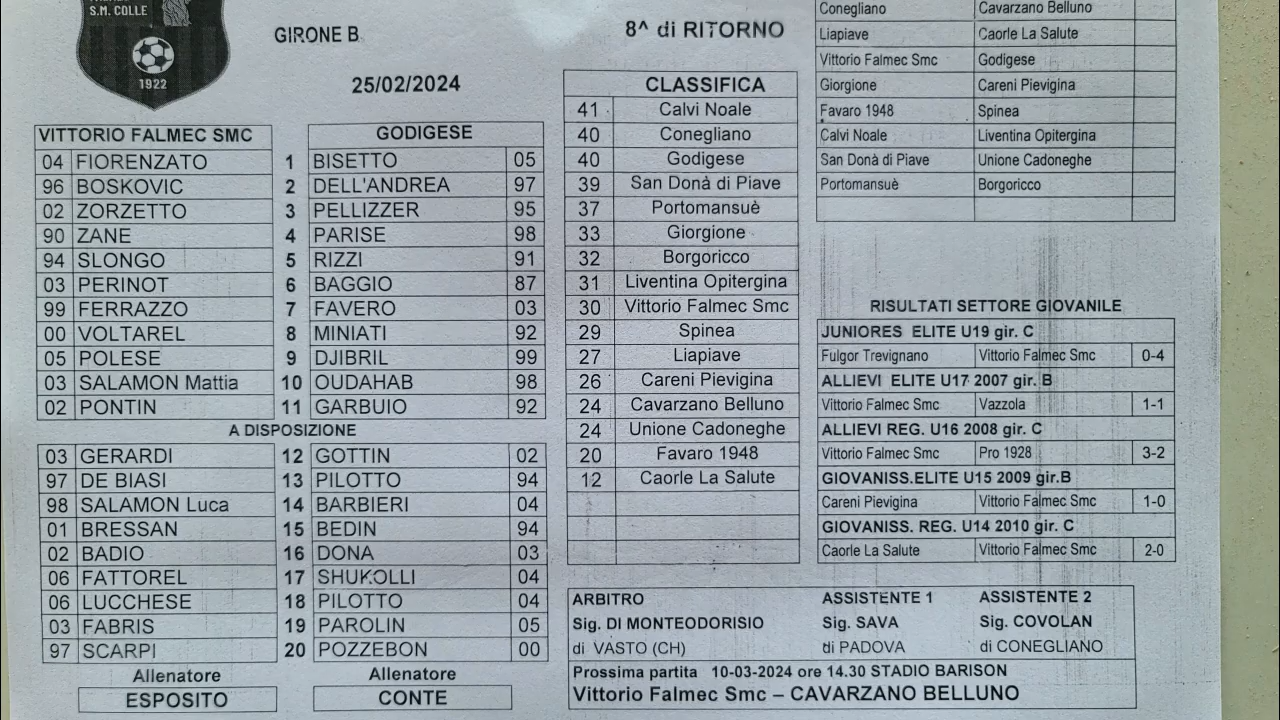 S.M. COLLE
1922
GIRONE B
8^ di RITORNO
25/02/2024
VITTORIO FALMEC SMC
GODIGESE
04 FIORENZATO 1 BISETTO 05
96 BOSKOVIC 2 DELL'ANDREA 97
02 ZORZETTO 3 PELLIZZER 95
90 ZANE 4 PARISE 98
94 SLONGO 5 RIZZI 91
03 PERINOT 6 BAGGIO 87
99 FERRAZZO 7 FAVERO 03
00 VOLTAREL 8 MINIATI 92
05 POLESE 9 DJIBRIL 99
03 SALAMON Mattia 10 OUDAHAB 98
02 PONTIN 11 GARBUIO 92
A DISPOSIZIONE
03 GERARDI 12 GOTTIN 02
97 DE BIASI 13 PILOTTO 94
98 SALAMON Luca 14 BARBIERI 04
01 BRESSAN 15 BEDIN 94
02 BADIO 16 DONA 03
06 FATTOREL 17 SHUKOLLI 04
06 LUCCHESE 18 PILOTTO 04
03 FABRIS 19 PAROLIN 05
97 SCARPI 20 POZZEBON 00
Allenatore Allenatore
ESPOSITO CONTE
CLASSIFICA
41 Calvi Noale
40 Conegliano
40 Godigese
39 San Donà di Piave
37 Portomansuè
33 Giorgione
32 Borgoricco
31 Liventina Opitergina
30 Vittorio Falmec Smc
29 Spinea
27 Liapiave
26 Careni Pievigina
24 Cavarzano Belluno
24 Unione Cadoneghe
20 Favaro 1948
12 Caorle La Salute
Conegliano Cavarzano Belluno
Liapiave Caorle La Salute
Vittorio Falmec Smc Godigese
Giorgione Careni Pievigina
Favaro 1948 Spinea
Calvi Noale Liventina Opitergina
San Donà di Piave Unione Cadoneghe
Portomansuè Borgoricco
RISULTATI SETTORE GIOVANILE
JUNIORES ELITE U19 gir. C
Fulgor Trevignano Vittorio Falmec Smc 0-4
ALLIEVI ELITE U17 2007 gir. B
Vittorio Falmec Smc Vazzola 1-1
ALLIEVI REG. U16 2008 gir. C
Vittorio Falmec Smc Pro 1928 3-2
GIOVANISS.ELITE U15 2009 gir.B
Careni Pievigina Vittorio Falmec Smc 1-0
GIOVANISS. REG. U14 2010 gir. C
Caorle La Salute Vittorio Falmec Smc 2-0
ARBITRO ASSISTENTE 1 ASSISTENTE 2
Sig. DI MONTEODORISIO Sig. SAVA Sig. COVOLAN
di VASTO (CH) di PADOVA di CONEGLIANO
Prossima partita 10-03-2024 ore 14.30 STADIO BARISON
Vittorio Falmec Smc – CAVARZANO BELLUNO